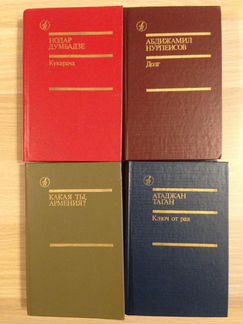 НОДАР
ДУМБАДЗЕ
Кукарача
АБДИЖАМИЛ
НУРПЕИСОВ
Долг
КАКАЯ ТЫ,
АРМЕНИЯ?
АТАДЖАН
ТАГАН
Ключ от рая